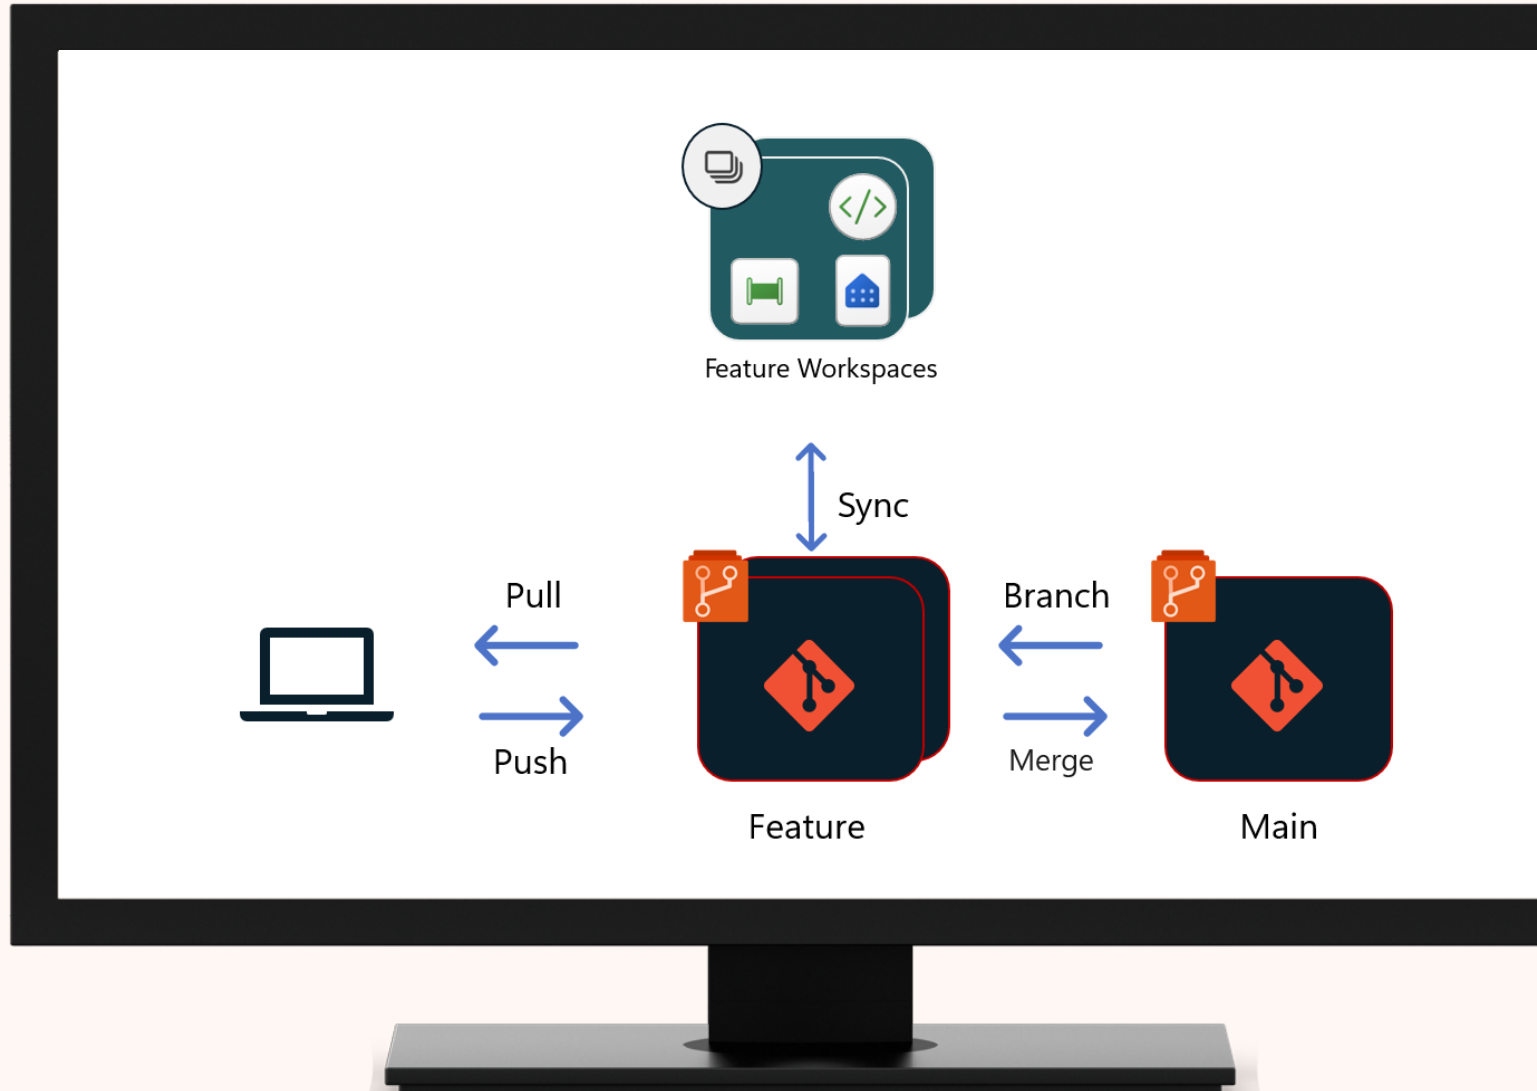 Feature Workspaces
Sync
Pull
Branch
Push
Merge
Feature
Main